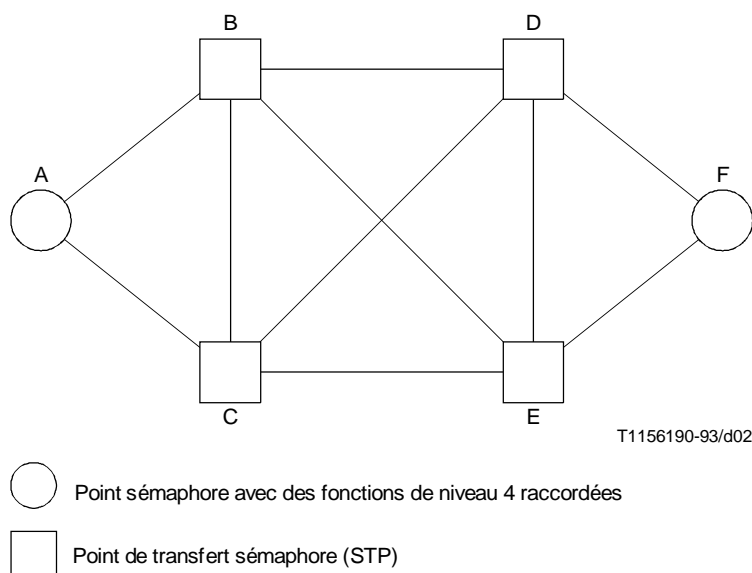 B
D
A
F
C
E
T1156190-93/d02
Point sémaphore avec des fonctions de niveau 4 raccordées
Point de transfert sémaphore (STP)